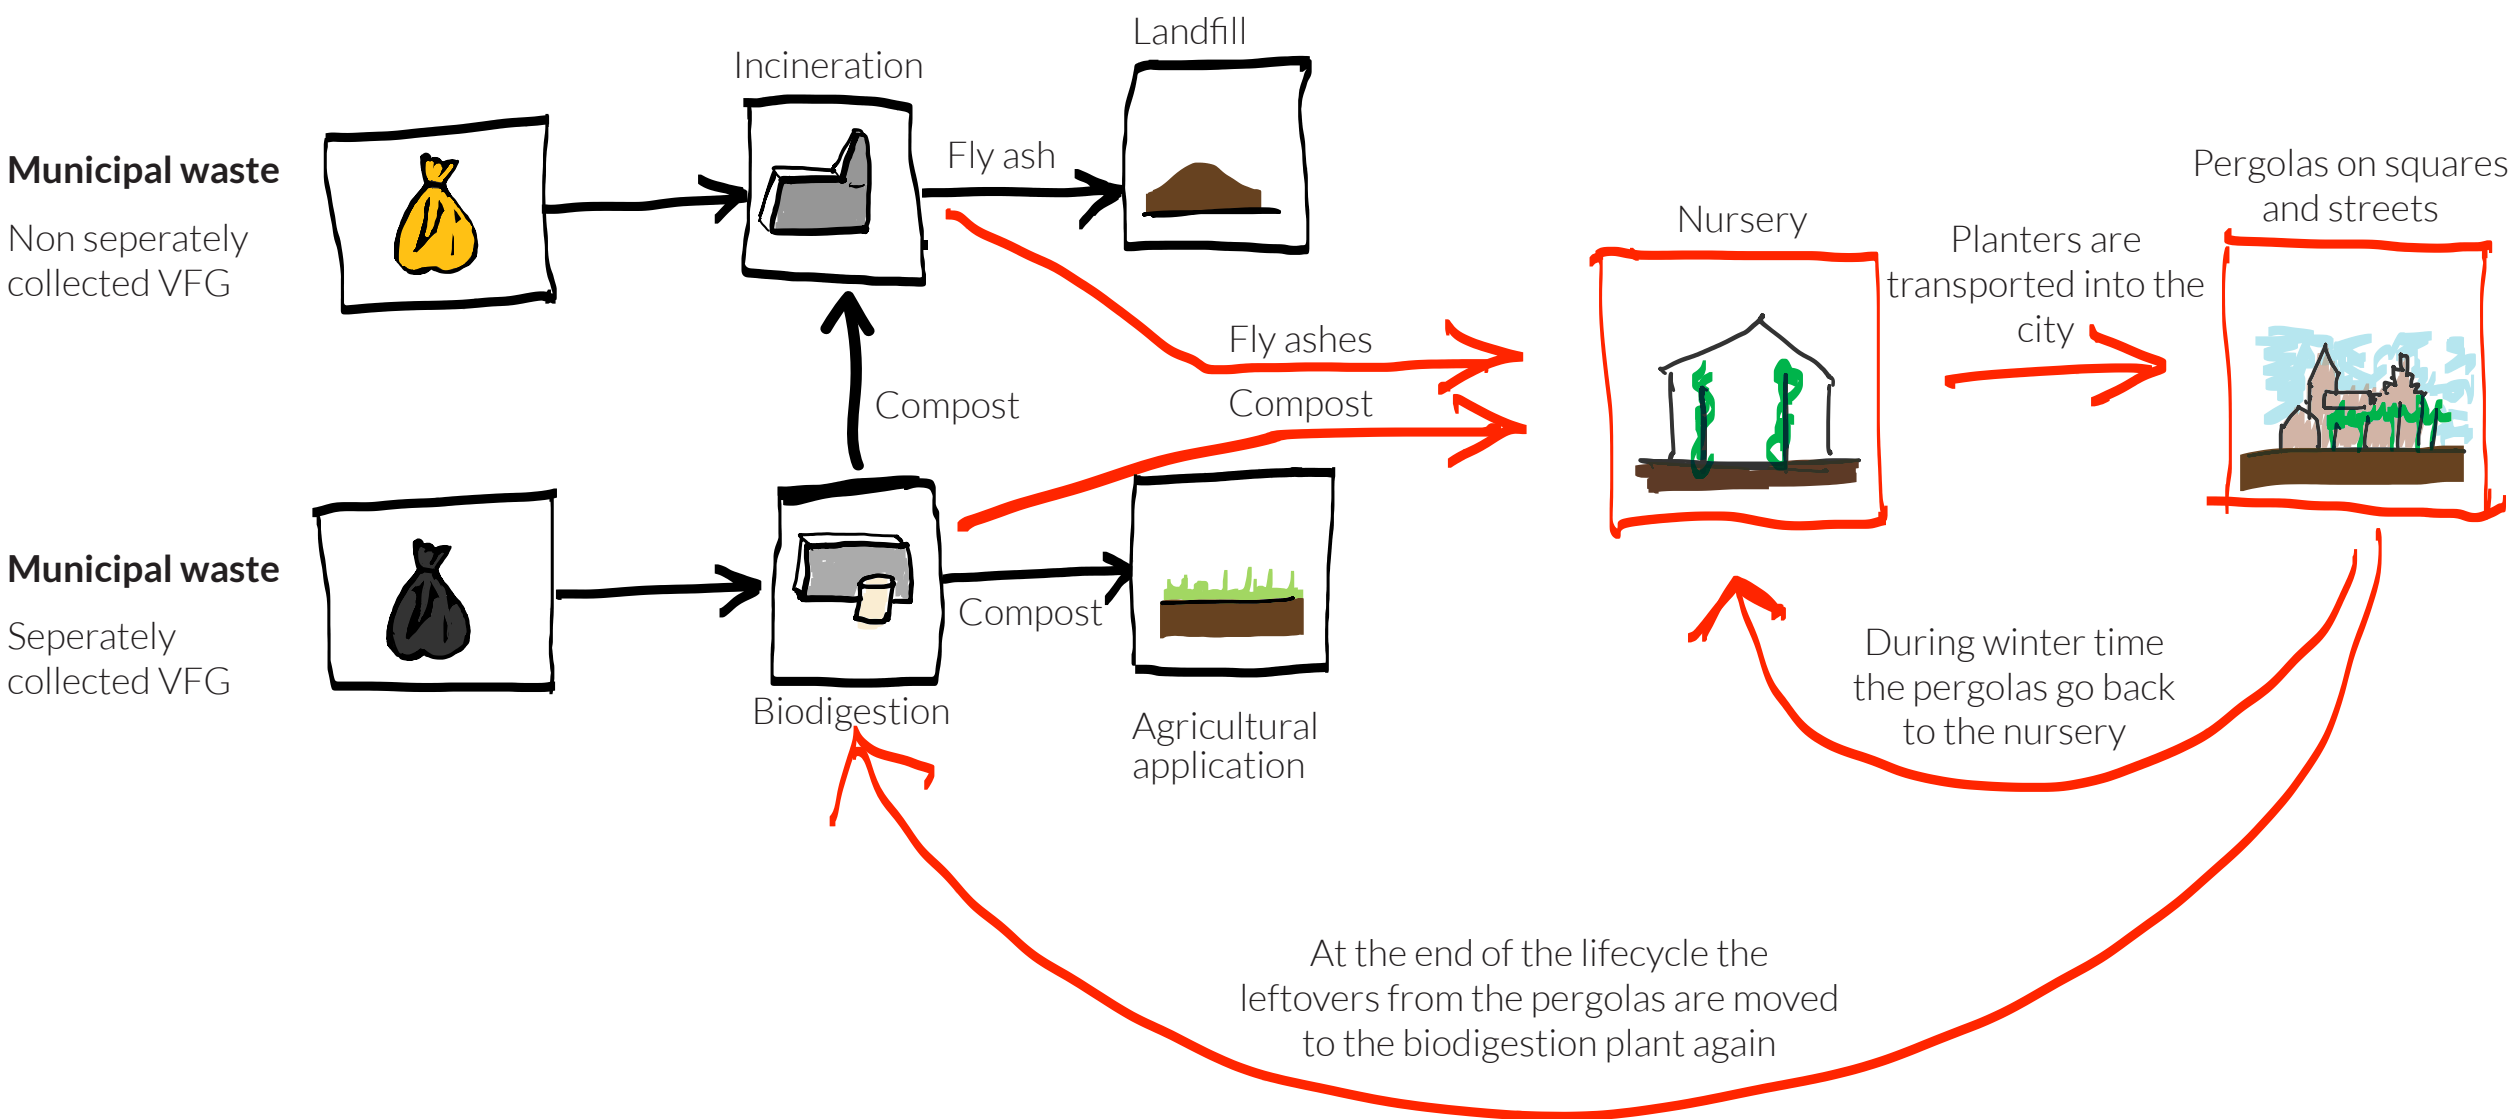 Municipal waste
Non seperately
collected VFG
Incineration
Fly ash
Landfill
Compost
Fly ashes
Compost
Nursery
Planters are
transported into the
city
Pergolas on squares
and streets
Municipal waste
Seperately
collected VFG
Biodigestion
Compost
Agricultural
application
During winter time
the pergolas go back
to the nursery
At the end of the lifecycle the
leftovers from the pergolas are moved
to the biodigestion plant again